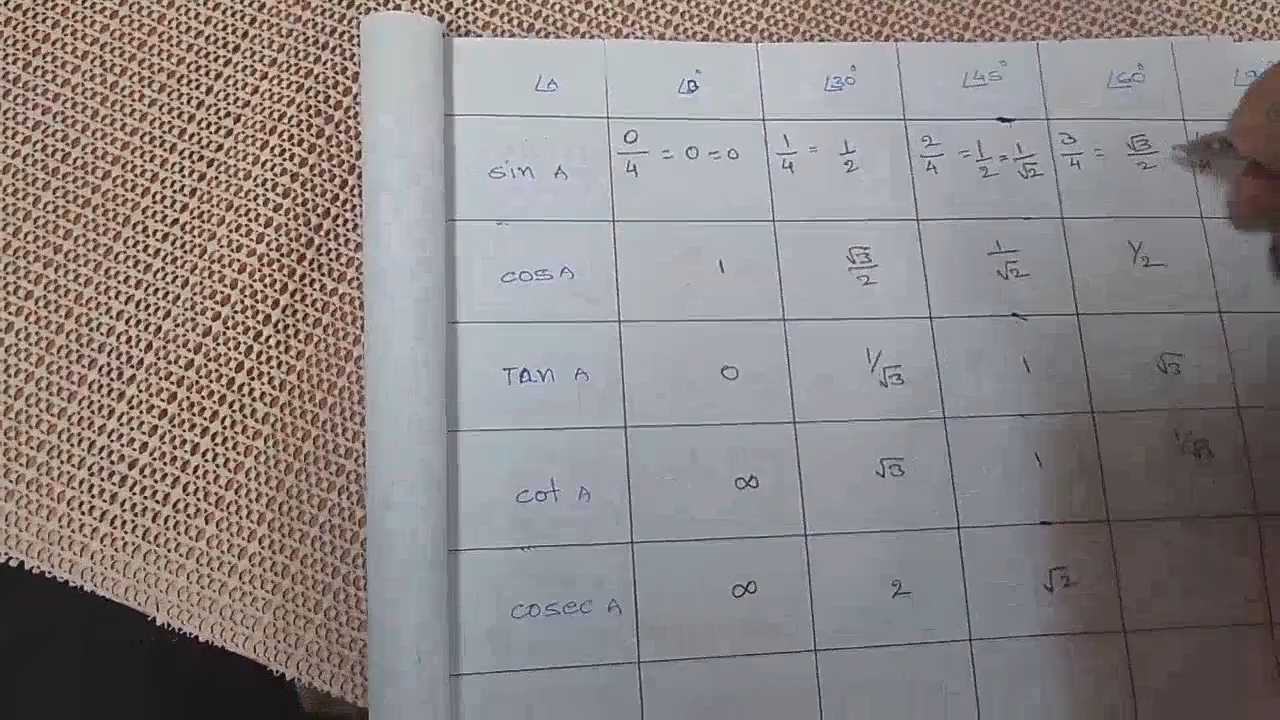 ∠A ∠0° ∠30° ∠45° ∠60°
sin A 0/4 = 0 = 0 1/4 = 1/2 2/4 = 1/2 = 1/√2 3/4 = √3/2
cos A 1 √3/2 1/√2 1/2
Tan A 0 1/√3 1 √3
cot A ∞ √3 1 1/√3
cosec A ∞ 2 √2